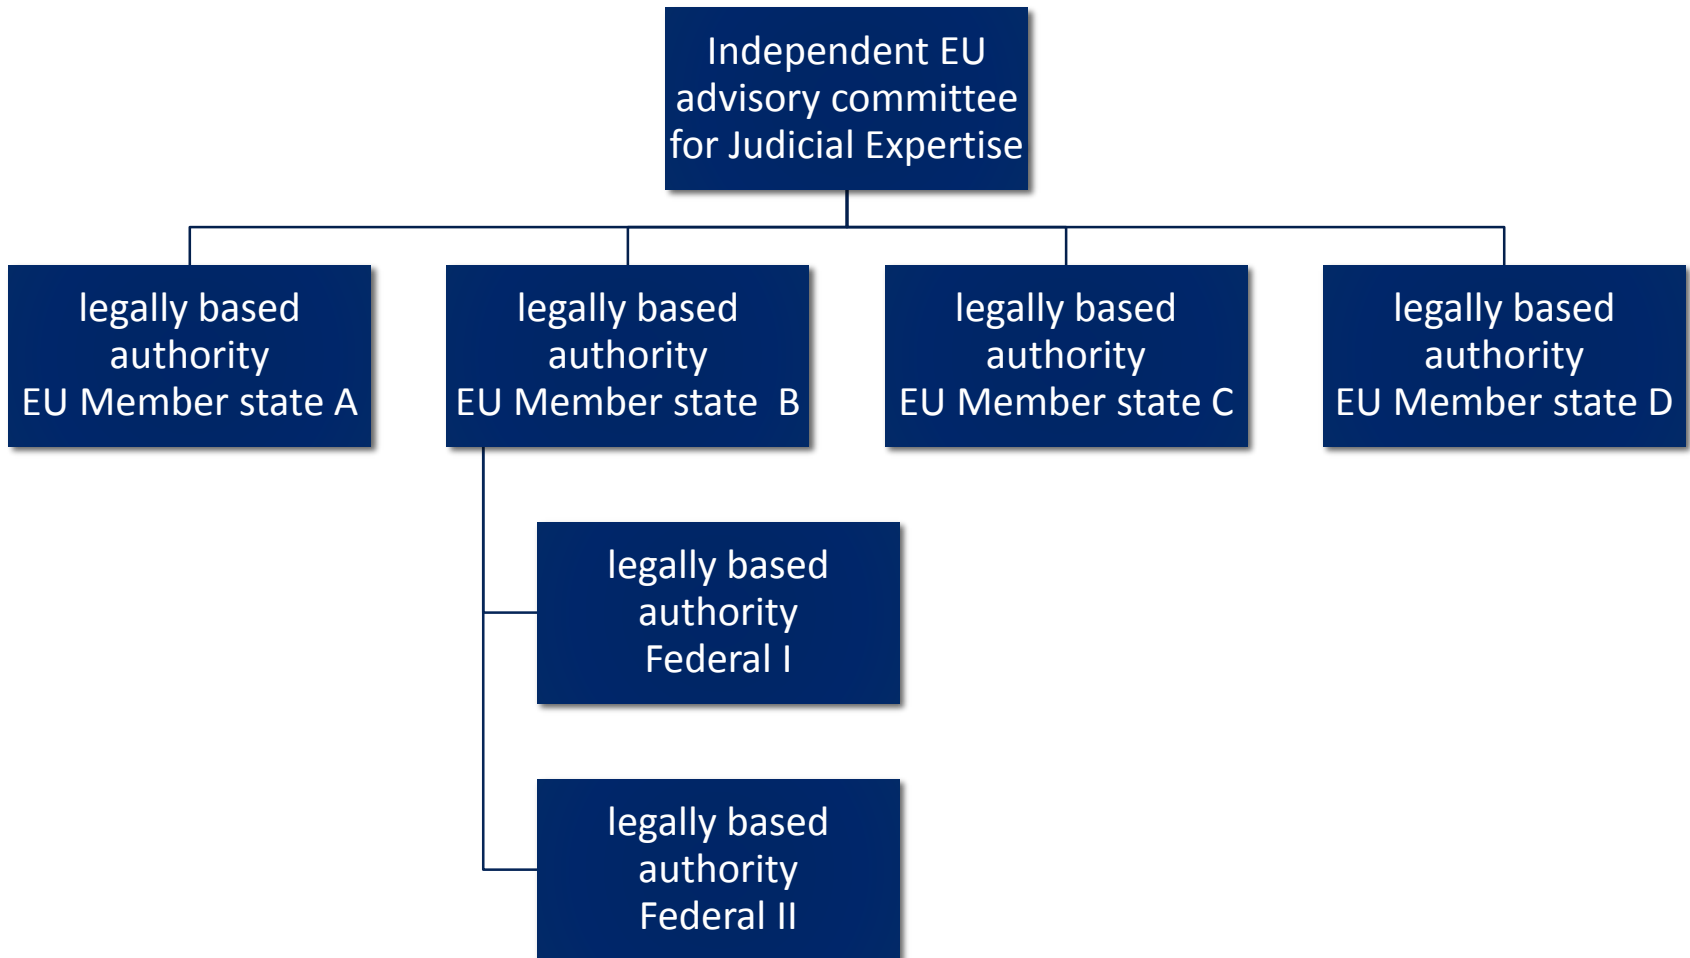 Independent EU
advisory committee
for Judicial Expertise
legally based
authority
EU Member state A
legally based
authority
EU Member state  B
legally based
authority
EU Member state C
legally based
authority
EU Member state D
legally based
authority
Federal I
legally based
authority
Federal II